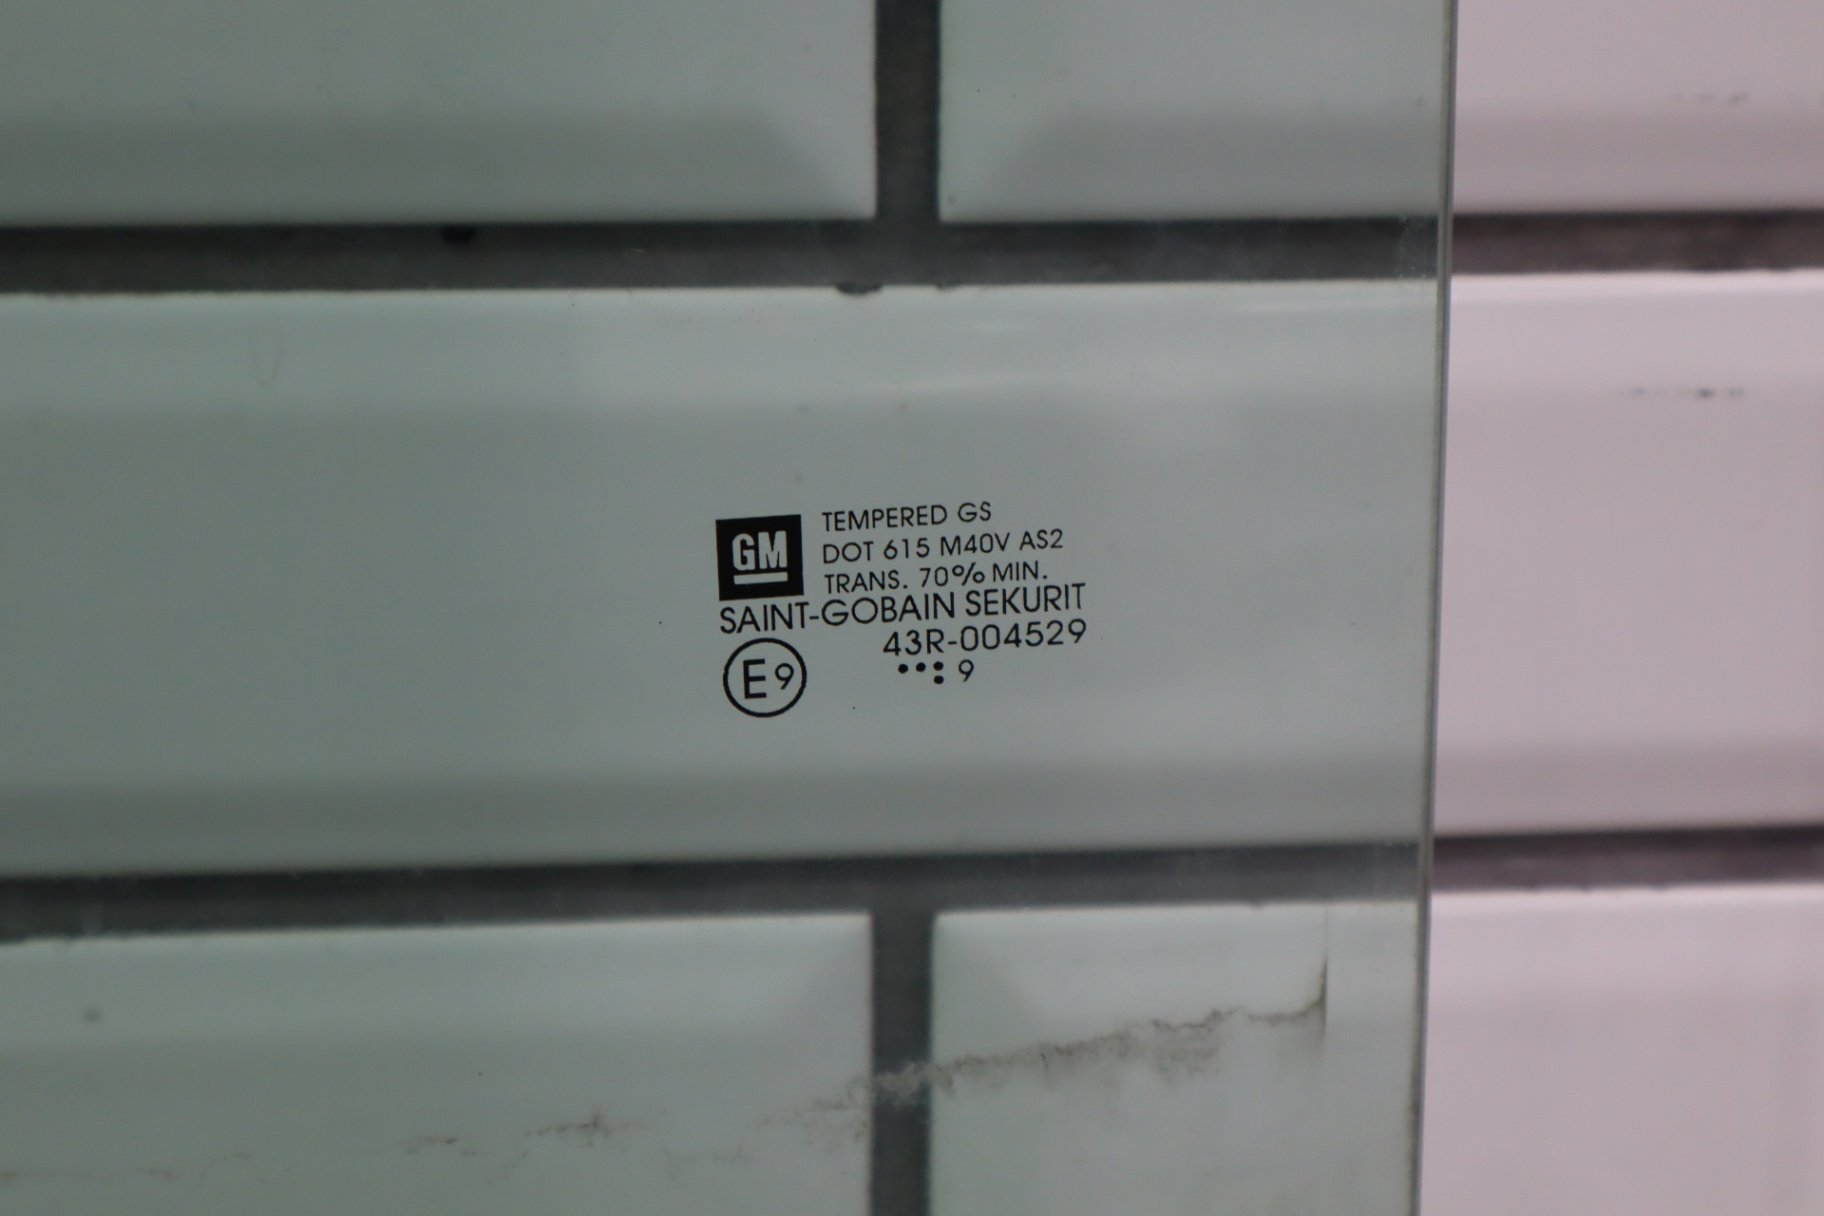 GM
TEMPERED GS
DOT 615 M40V AS2
TRANS. 70% MIN.
SAINT-GOBAIN SEKURIT
43R-004529
E9
9